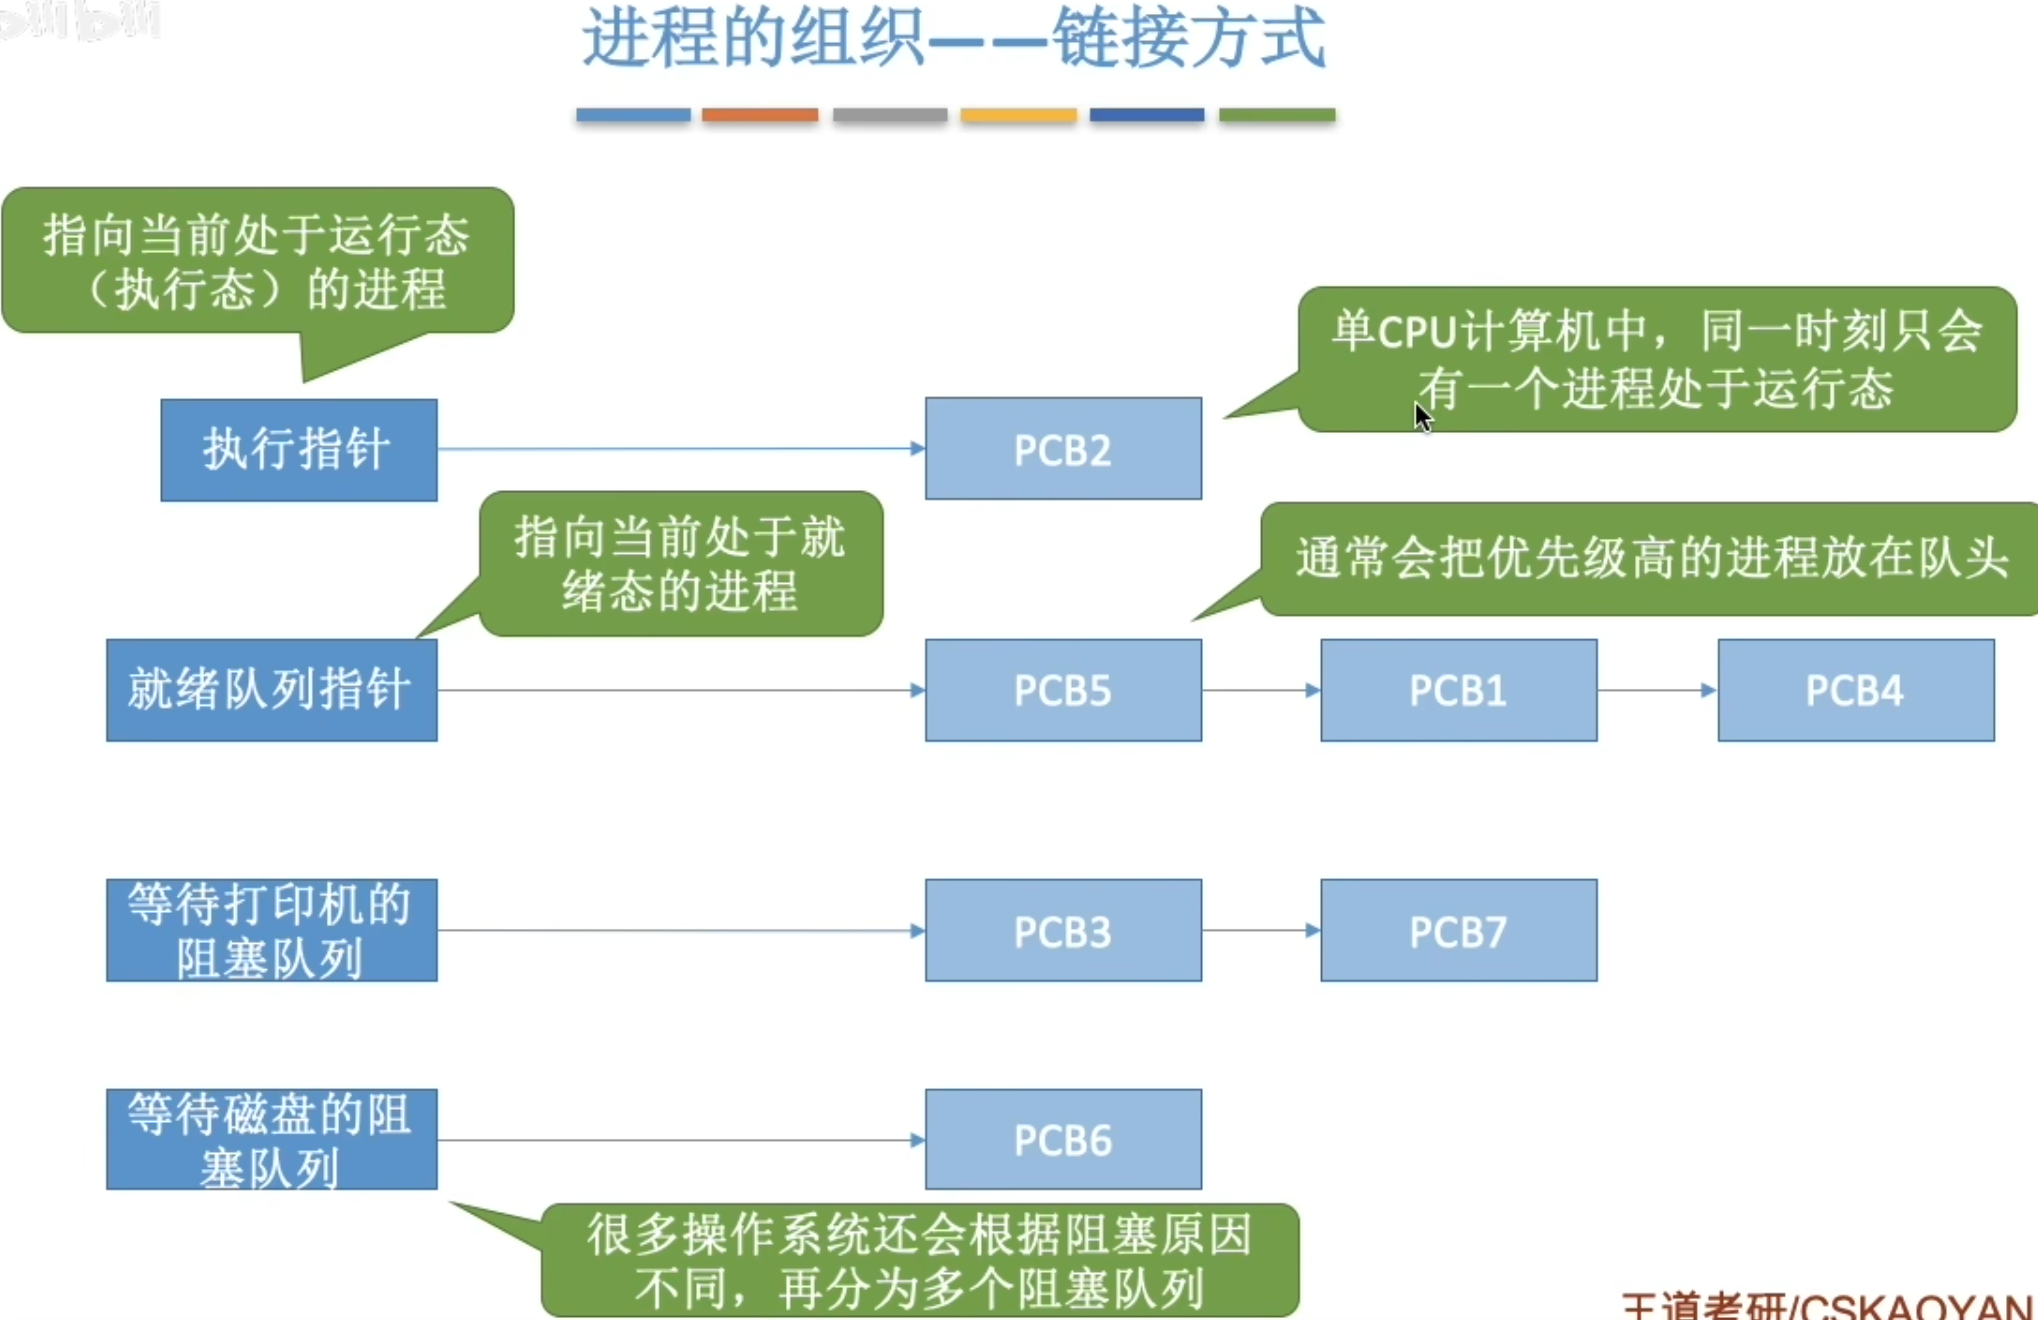 进程的组织——链接方式
指向当前处于运行态
（执行态）的进程
单CPU计算机中，同一时刻只会
有一个进程处于运行态
执行指针
PCB2
指向当前处于就
绪态的进程
通常会把优先级高的进程放在队头
就绪队列指针
PCB5
PCB1
PCB4
等待打印机的
阻塞队列
PCB3
PCB7
等待磁盘的阻
塞队列
PCB6
很多操作系统还会根据阻塞原因
不同，再分为多个阻塞队列
王道考研/CSKAOYAN